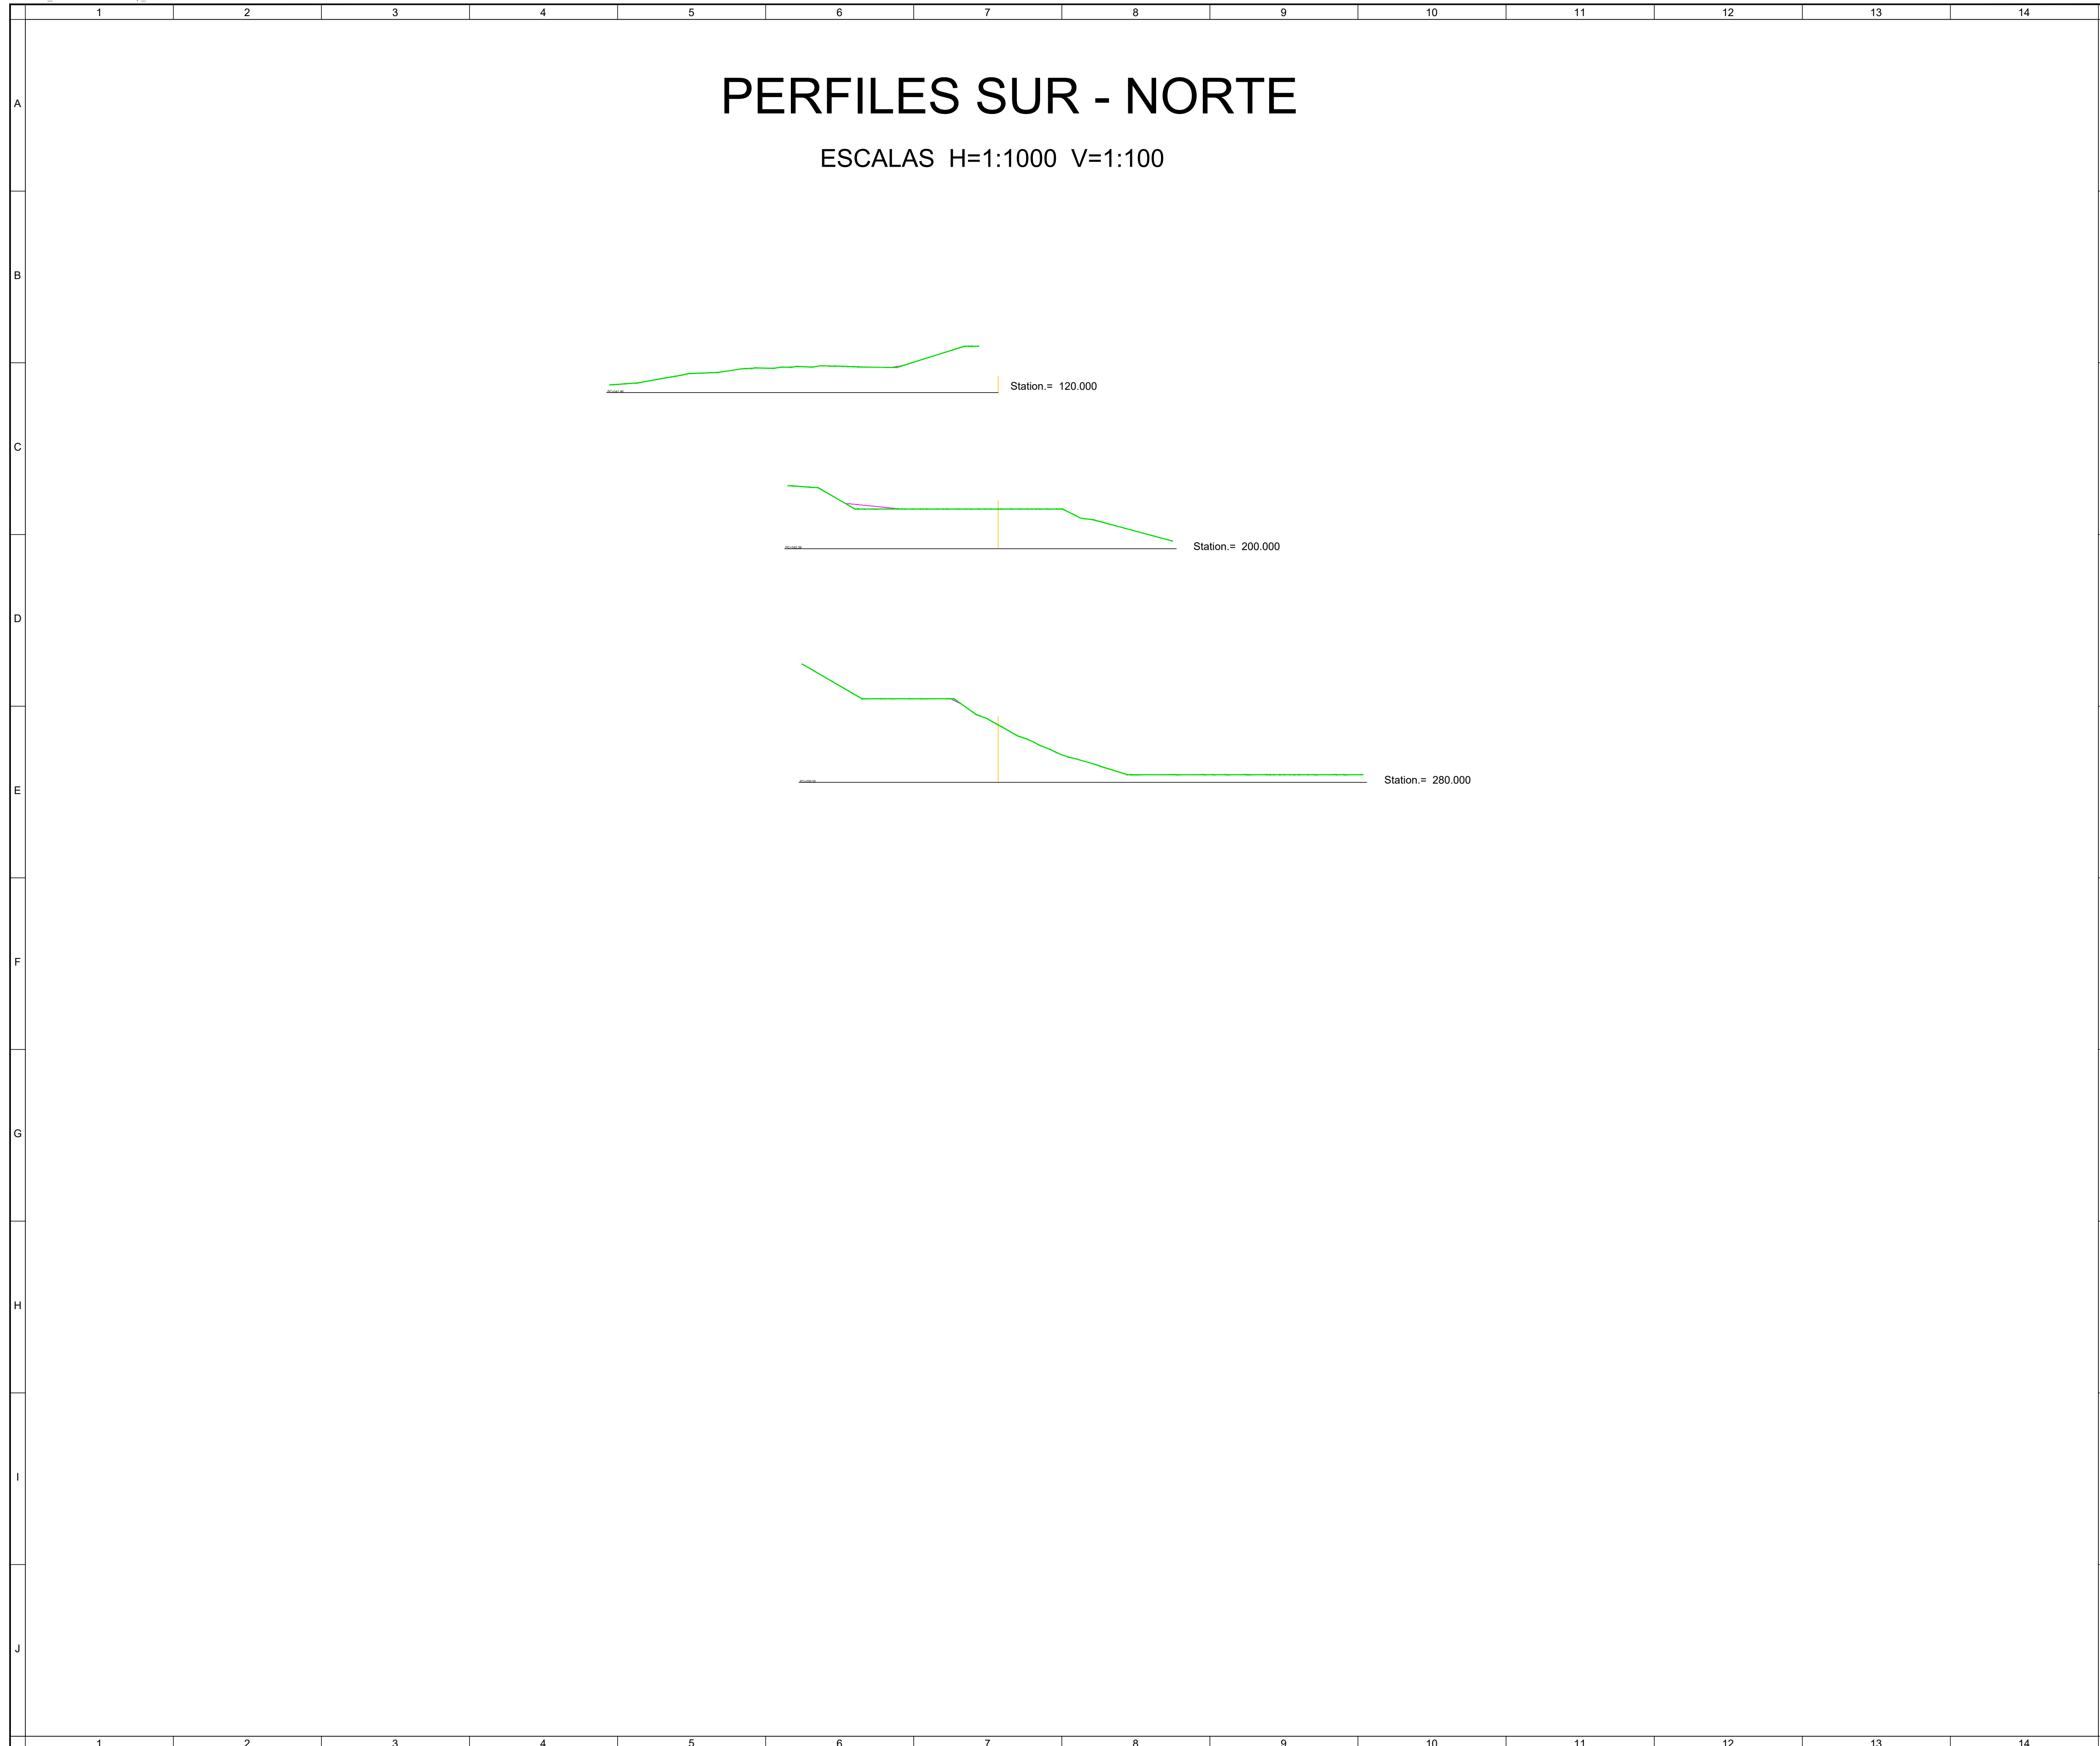 1 2 3 4 5 6 7 8 9 10 11 12 13 14
PERFILES SUR - NORTE
A
ESCALAS H=1:1000 V=1:100
B
Station.= 120.000
C
Station.= 200.000
D
Station.= 280.000
E
F
G
H
I
J
1 2 3 4 5 6 7 8 9 10 11 12 13 14